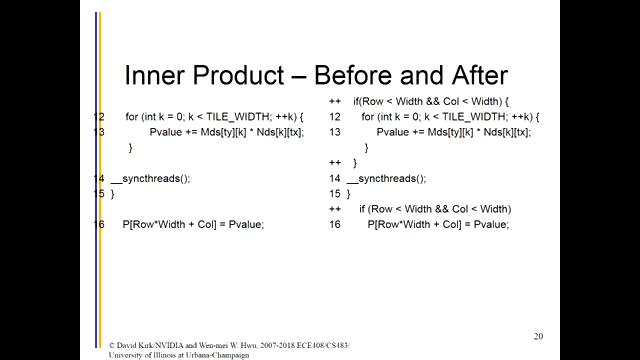 Inner Product – Before and After
12 for (int k = 0; k < TILE_WIDTH; ++k) {
13 Pvalue += Mds[ty][k] * Nds[k][tx];
}
14 __syncthreads();
15 }
16 P[Row*Width + Col] = Pvalue;
++ if(Row < Width && Col < Width) {
12 for (int k = 0; k < TILE_WIDTH; ++k) {
13 Pvalue += Mds[ty][k] * Nds[k][tx];
}
++ }
14 __syncthreads();
15 }
++ if (Row < Width && Col < Width)
16 P[Row*Width + Col] = Pvalue;
20
© David Kirk/NVIDIA and Wen-mei W. Hwu, 2007-2018 ECE408/CS483/
University of Illinois at Urbana-Champaign